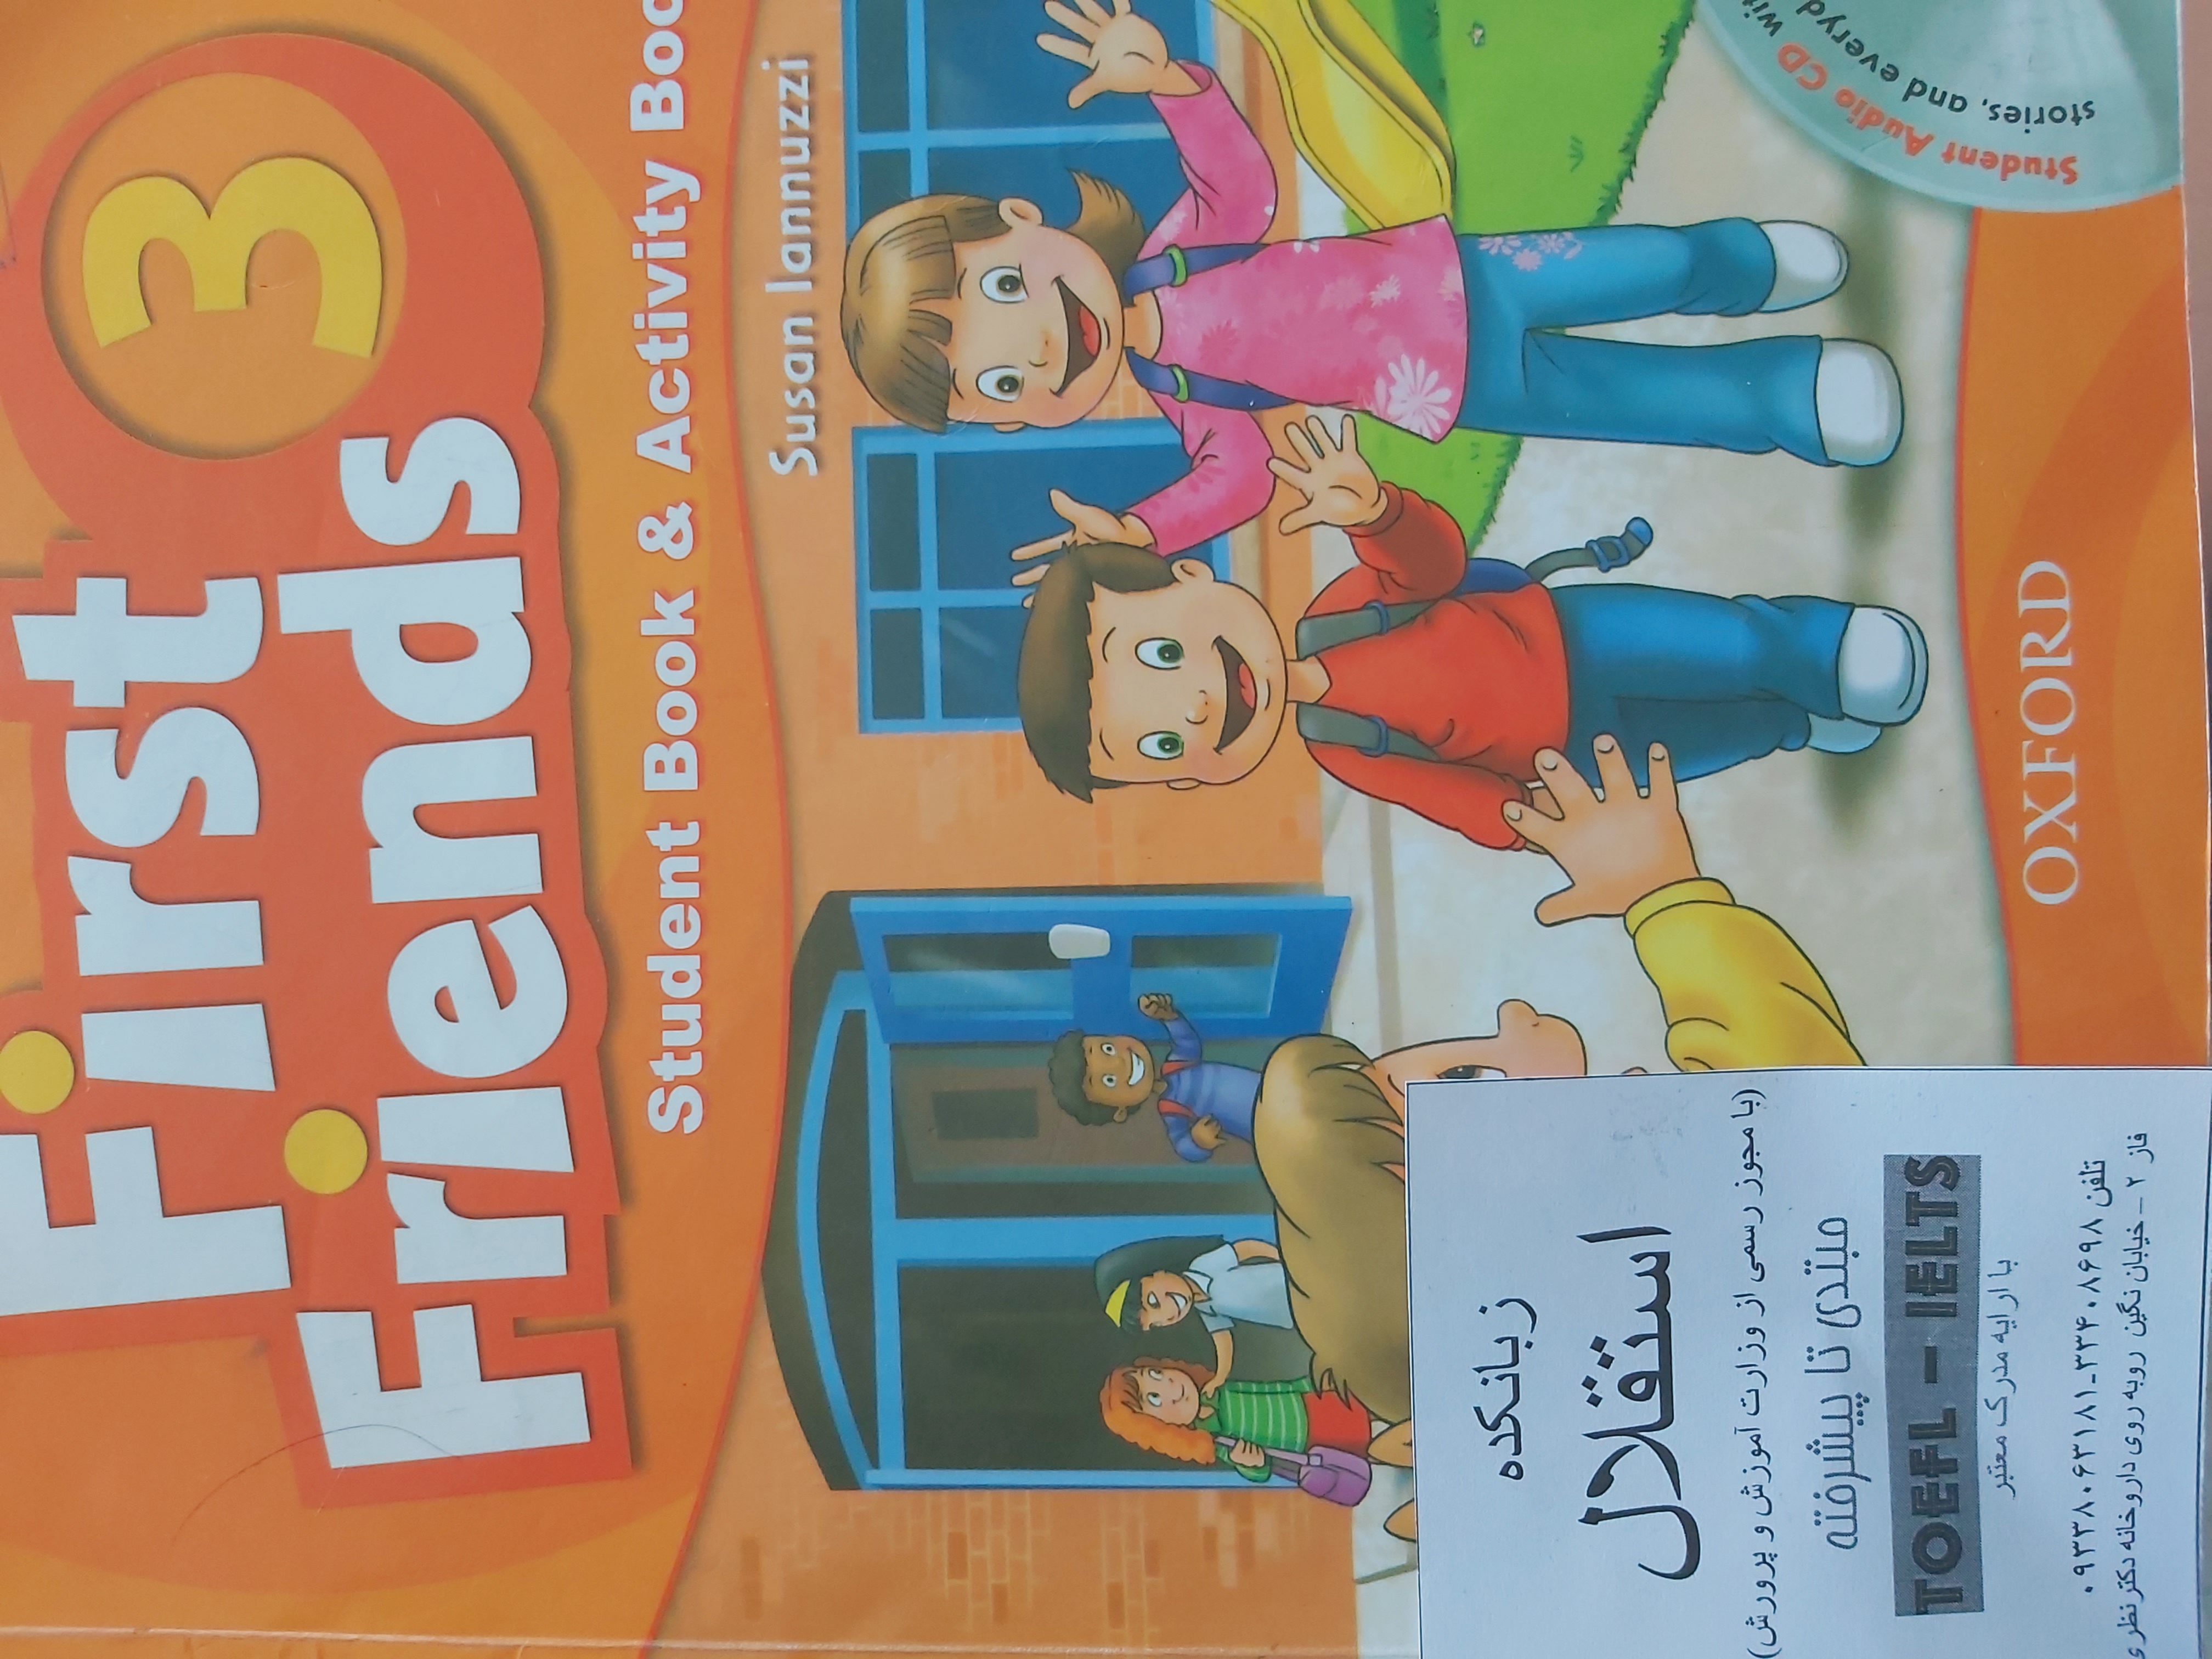 First
Friends
3
Student Book & Activity Boo
Susan Iannuzzi
زبانکده
استقلال
(با مجوز رسمی از وزارت آموزش و پرورش)
مبتدی تا پیشرفته
TOEFL – IELTS
با ارایه مدرک معتبر
تلفن ۳۳۴۰۸۶۹۸-۰۹۳۳۸۰۶۳۱۸۱
فاز ۲ – خیابان نگین روبه روی داروخانه دکترنظری
OXFORD
Student Audio CD wit
stories, and everyd